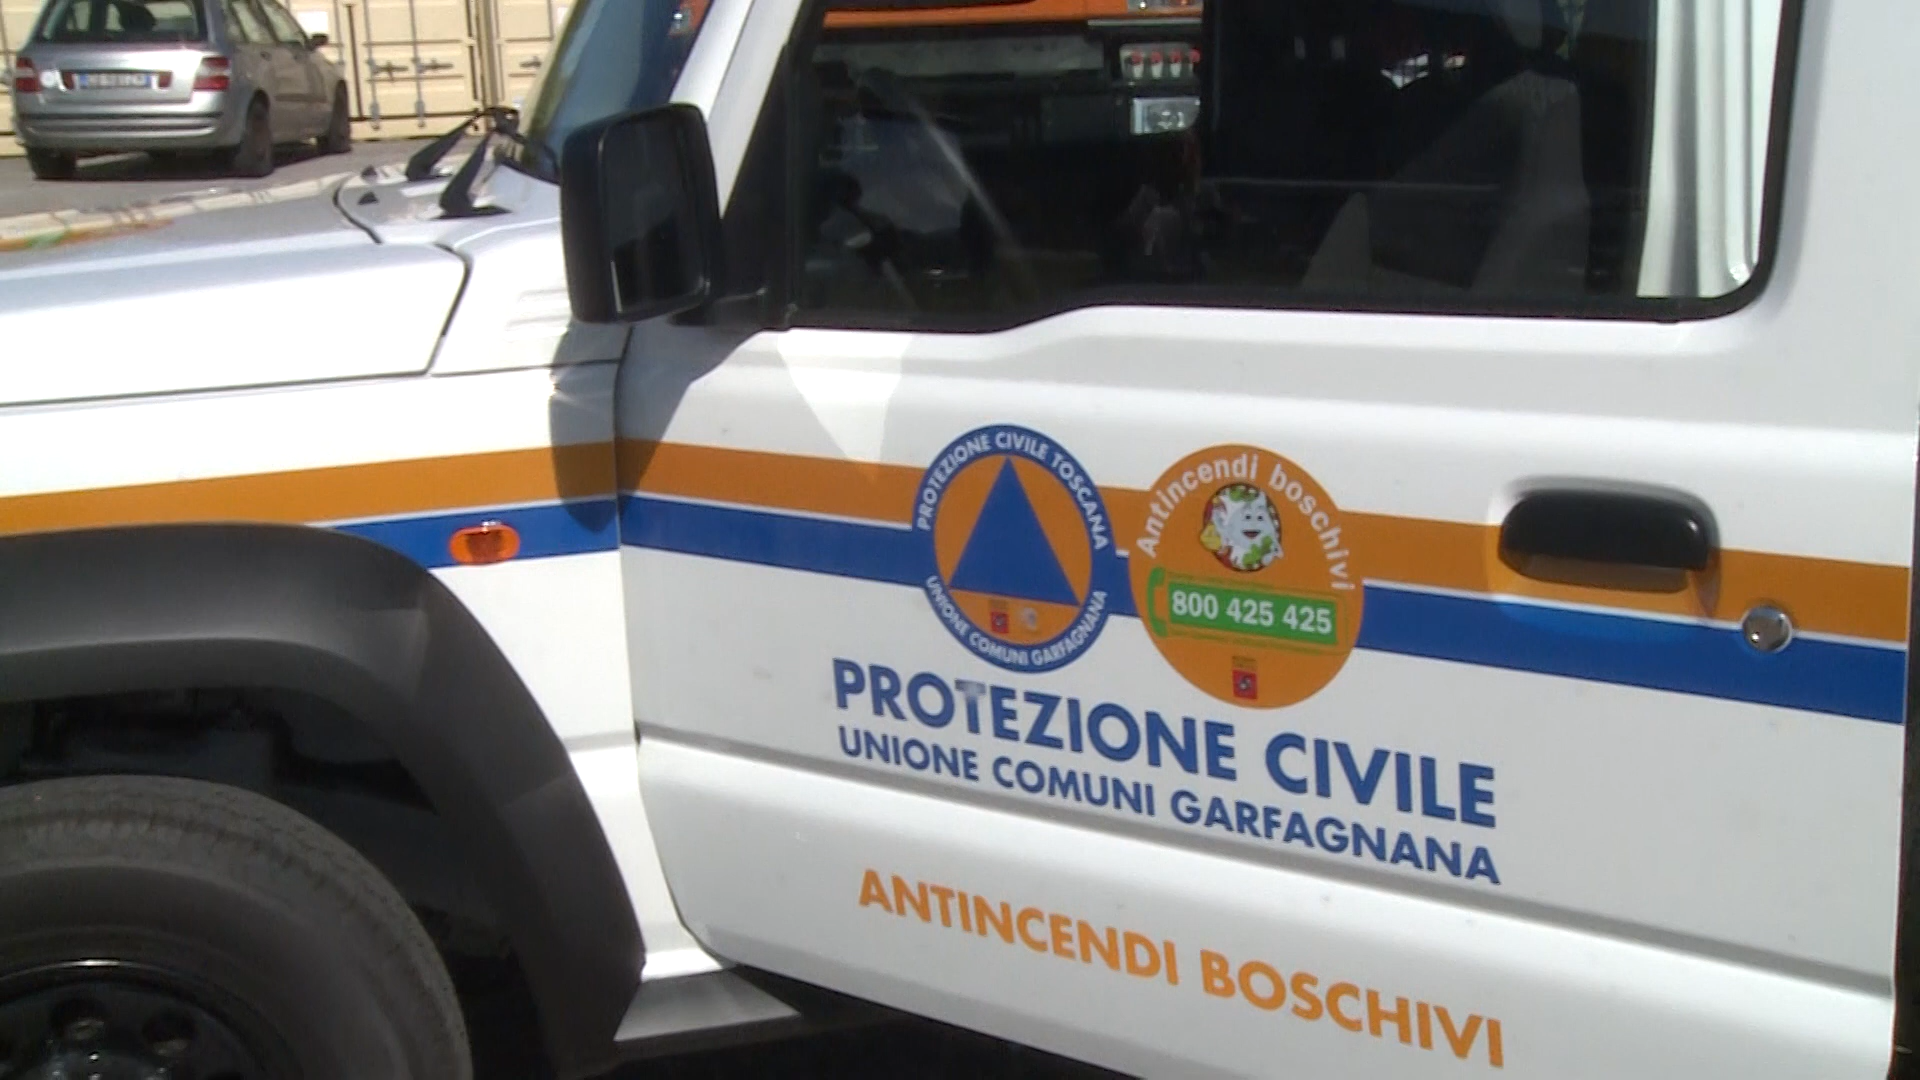 PROTEZIONE CIVILE TOSCANA
UNIONE COMUNI GARFAGNANA
Antincendi boschivi
800 425 425
PROTEZIONE CIVILE
UNIONE COMUNI GARFAGNANA
ANTINCENDI BOSCHIVI